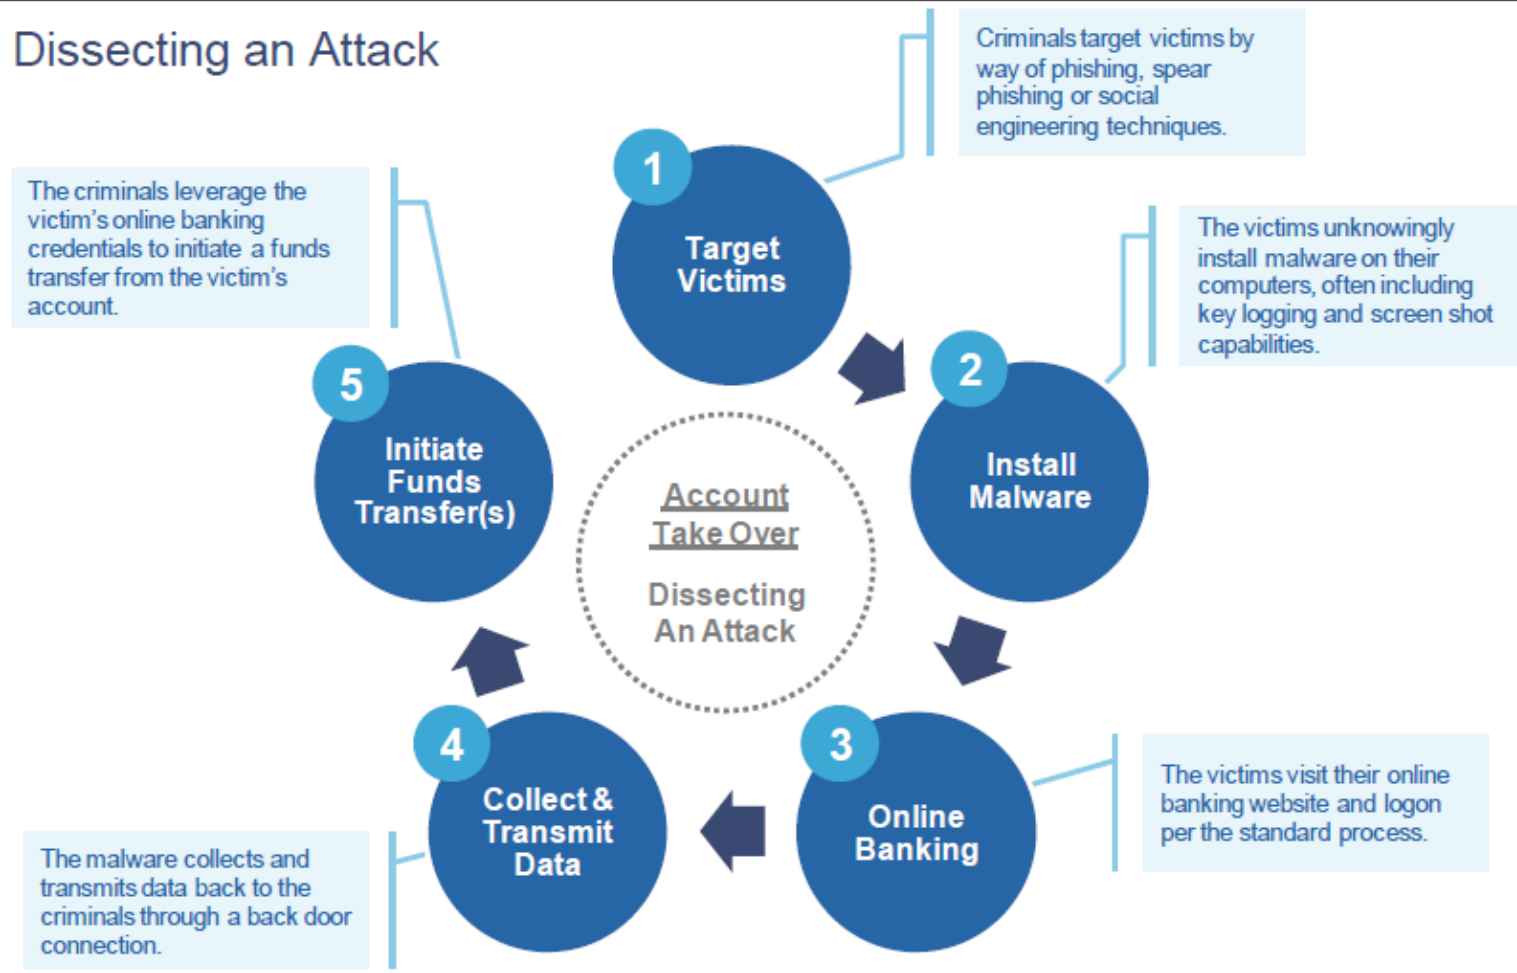 Dissecting an Attack
Criminals target victims by
way of phishing, spear
phishing or social
engineering techniques.
1
Target
Victims
The victims unknowingly
install malware on their
computers, often including
key logging and screen shot
capabilities.
2
Install
Malware
The victims visit their online
banking website and logon
per the standard process.
3
Online
Banking
The malware collects and
transmits data back to the
criminals through a back door
connection.
4
Collect &
Transmit
Data
The criminals leverage the
victim's online banking
credentials to initiate a funds
transfer from the victim's
account.
5
Initiate
Funds
Transfer(s)
Account
Take Over
Dissecting
An Attack